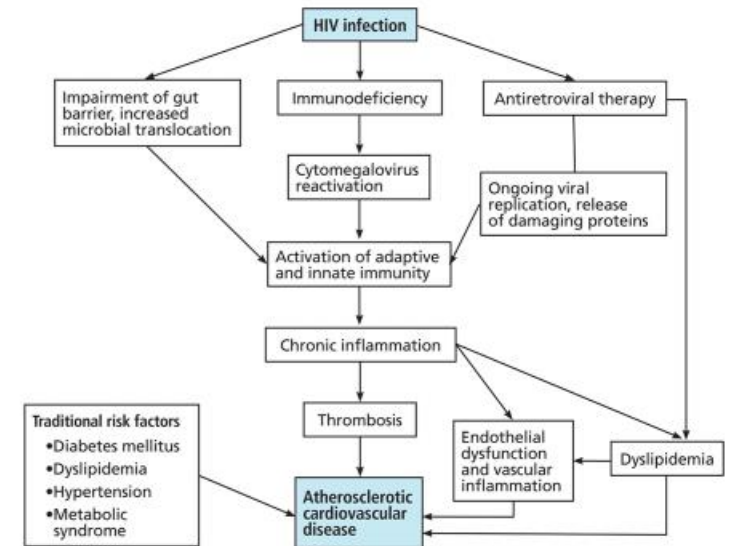 HIV infection
Impairment of gut
barrier, increased
microbial translocation
Immunodeficiency
Antiretroviral therapy
Cytomegalovirus
reactivation
Ongoing viral
replication, release
of damaging proteins
Activation of adaptive
and innate immunity
Chronic inflammation
Traditional risk factors
•Diabetes mellitus
•Dyslipidemia
•Hypertension
•Metabolic
syndrome
Thrombosis
Endothelial
dysfunction
and vascular
inflammation
Dyslipidemia
Atherosclerotic
cardiovascular
disease